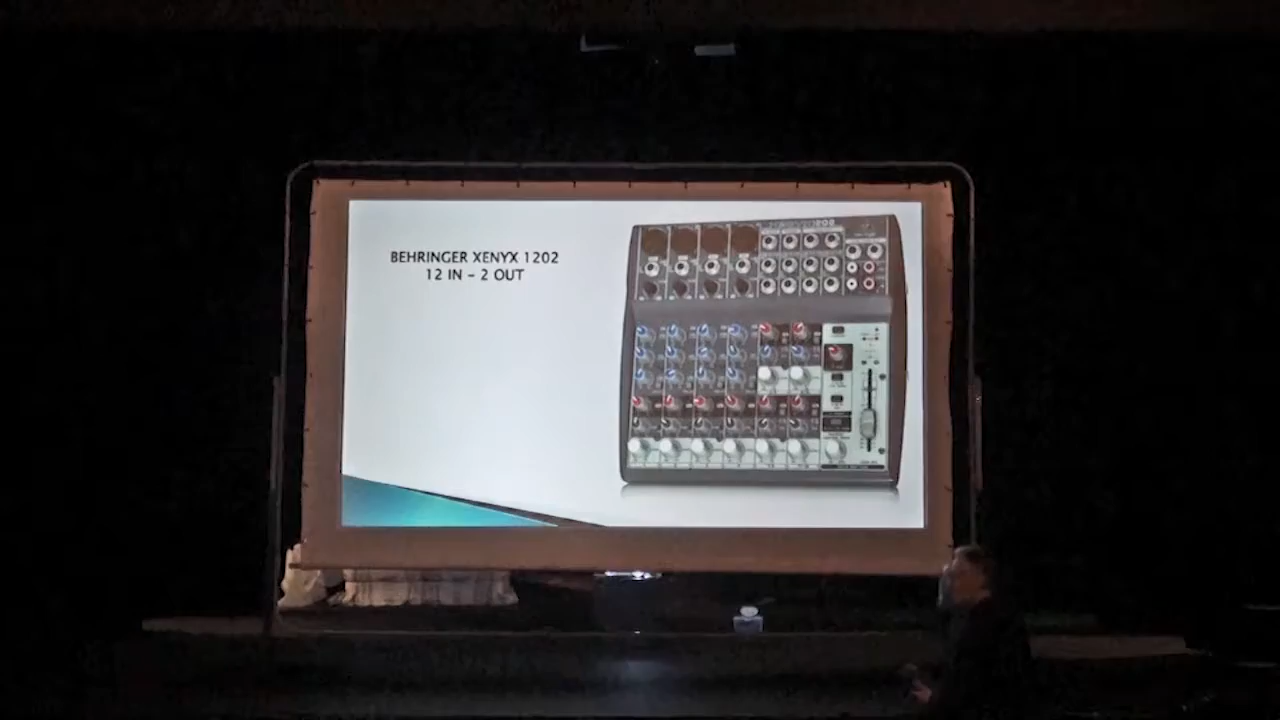 BEHRINGER XENYX 1202
12 IN – 2 OUT